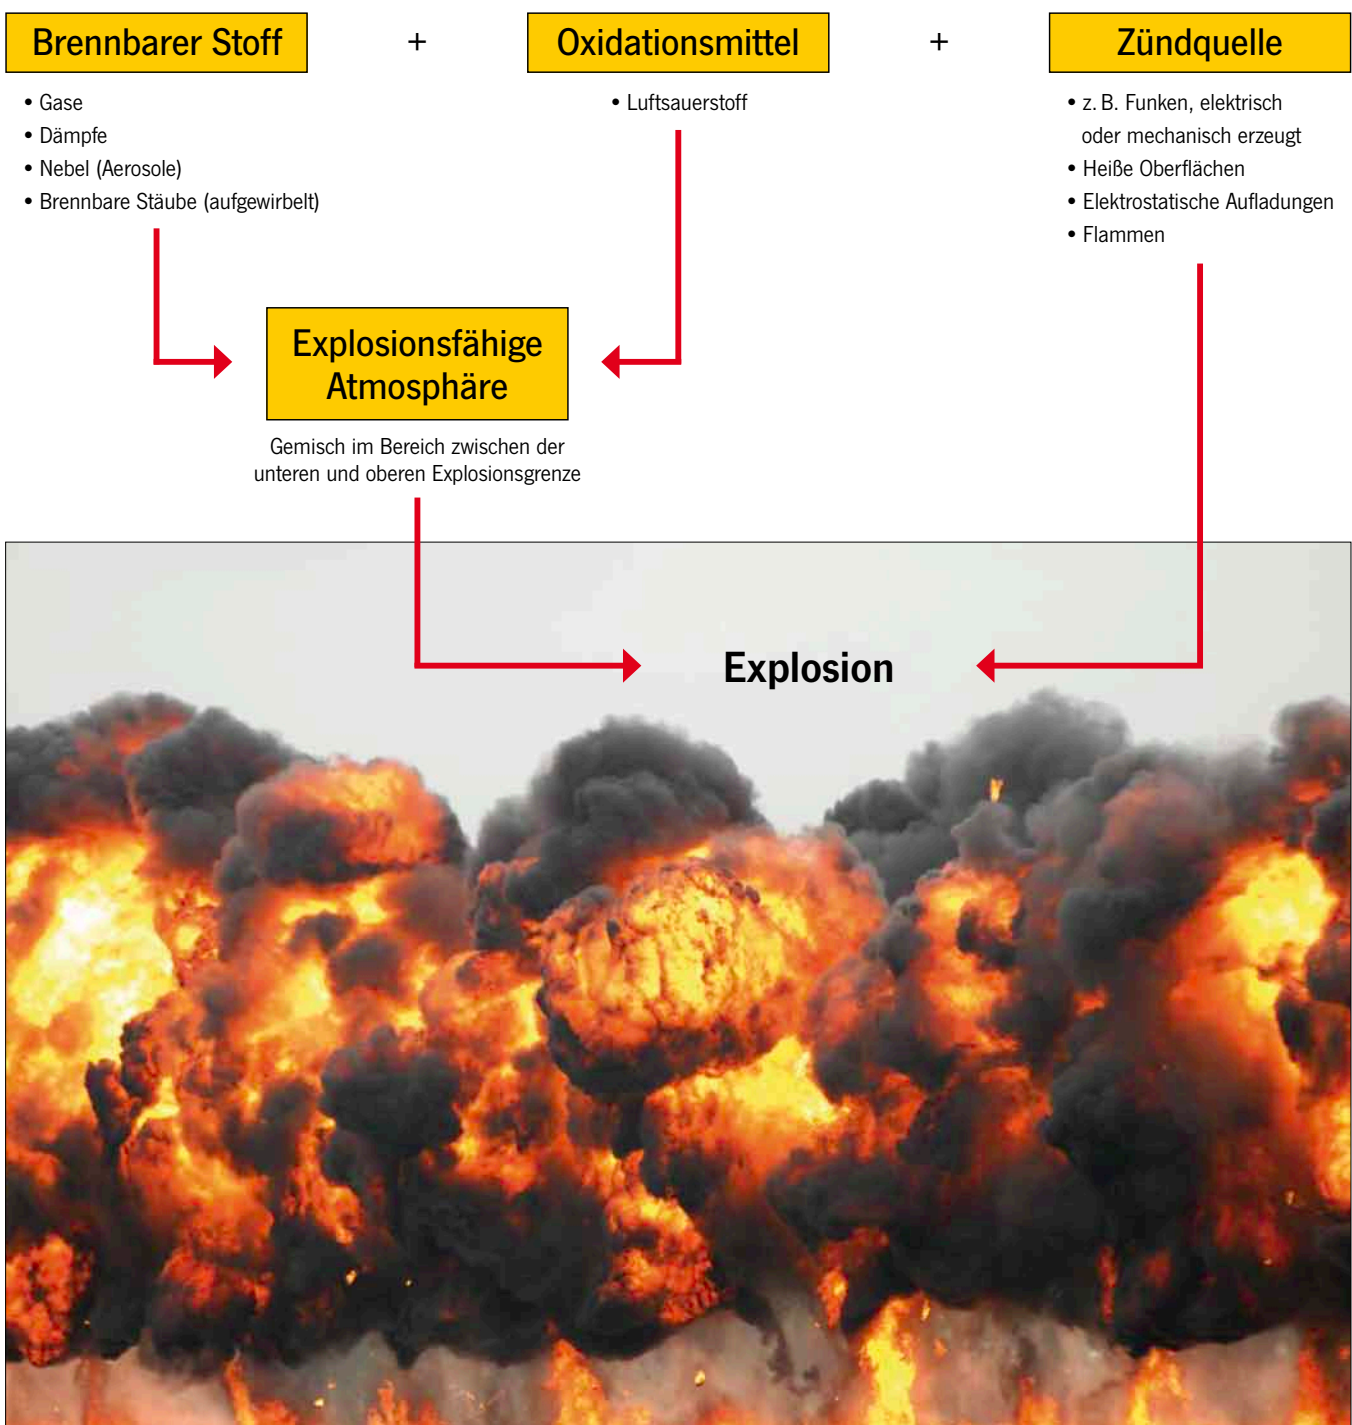 Brennbarer Stoff + Oxidationsmittel + Zündquelle
• Gase
• Dämpfe
• Nebel (Aerosole)
• Brennbare Stäube (aufgewirbelt)
• Luftsauerstoff
• z. B. Funken, elektrisch
oder mechanisch erzeugt
• Heiße Oberflächen
• Elektrostatische Aufladungen
• Flammen
Explosionsfähige
Atmosphäre
Gemisch im Bereich zwischen der
unteren und oberen Explosionsgrenze
Explosion